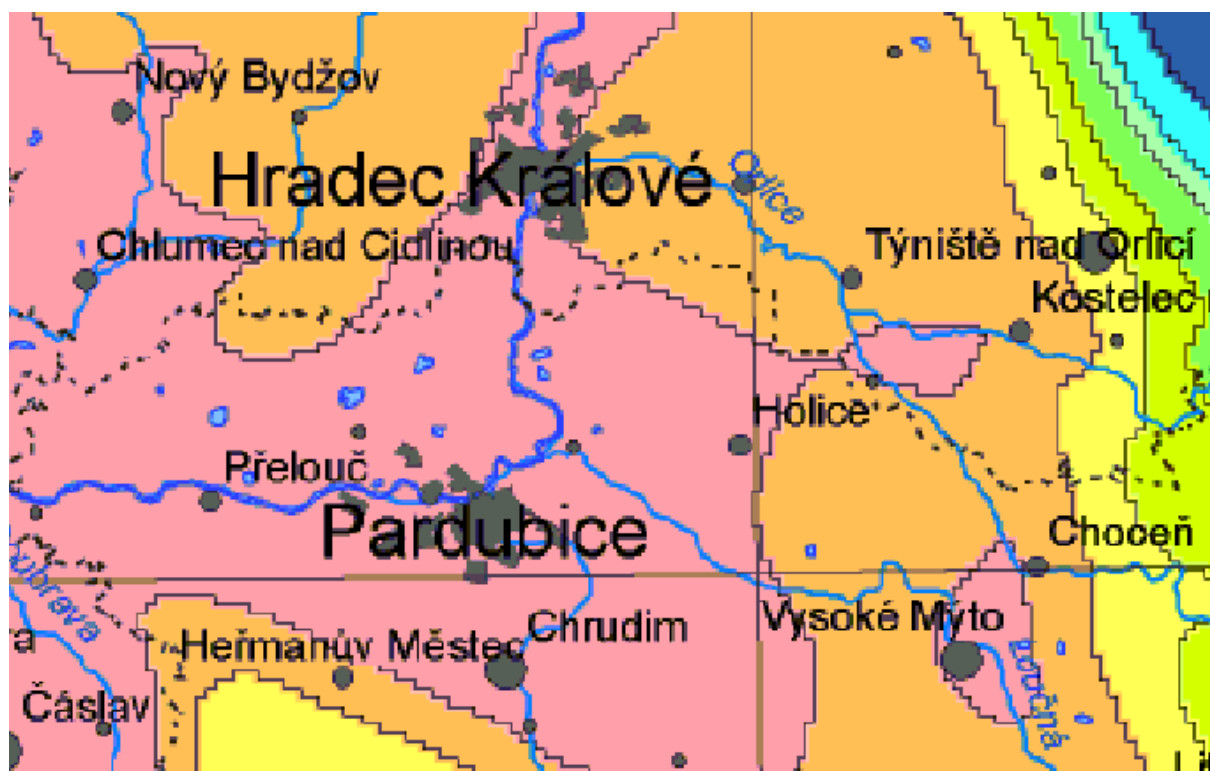 Nový Bydžov
Hradec Králové
Orlice
Chlumec nad Cidlinou
Týniště nad Orlicí
Kostelec
Holice
Přelouč
Pardubice
Choceň
Vysoké Mýto
Chrudim
Heřmanův Městec
Loučná
Čáslav